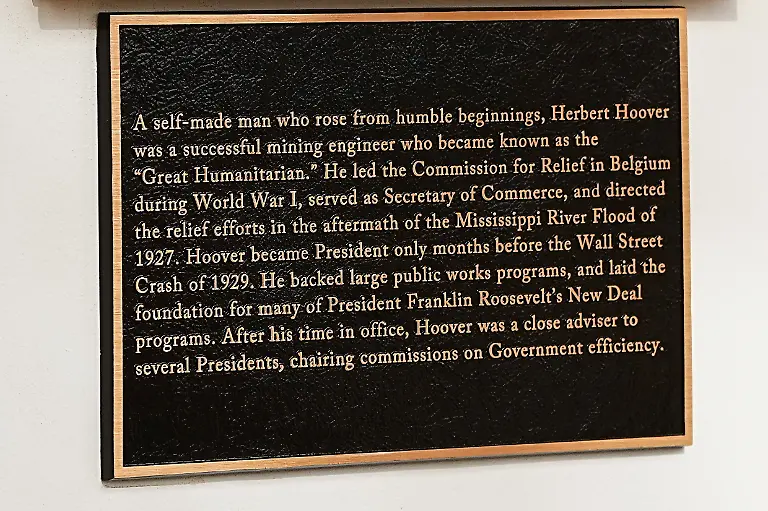 A self-made man who rose from humble beginnings, Herbert Hoover
was a successful mining engineer who became known as the
“Great Humanitarian.” He led the Commission for Relief in Belgium
during World War I, served as Secretary of Commerce, and directed
the relief efforts in the aftermath of the Mississippi River Flood of
1927. Hoover became President only months before the Wall Street
Crash of 1929. He backed large public works programs, and laid the
foundation for many of President Franklin Roosevelt’s New Deal
programs. After his time in office, Hoover was a close adviser to
several Presidents, chairing commissions on Government efficiency.